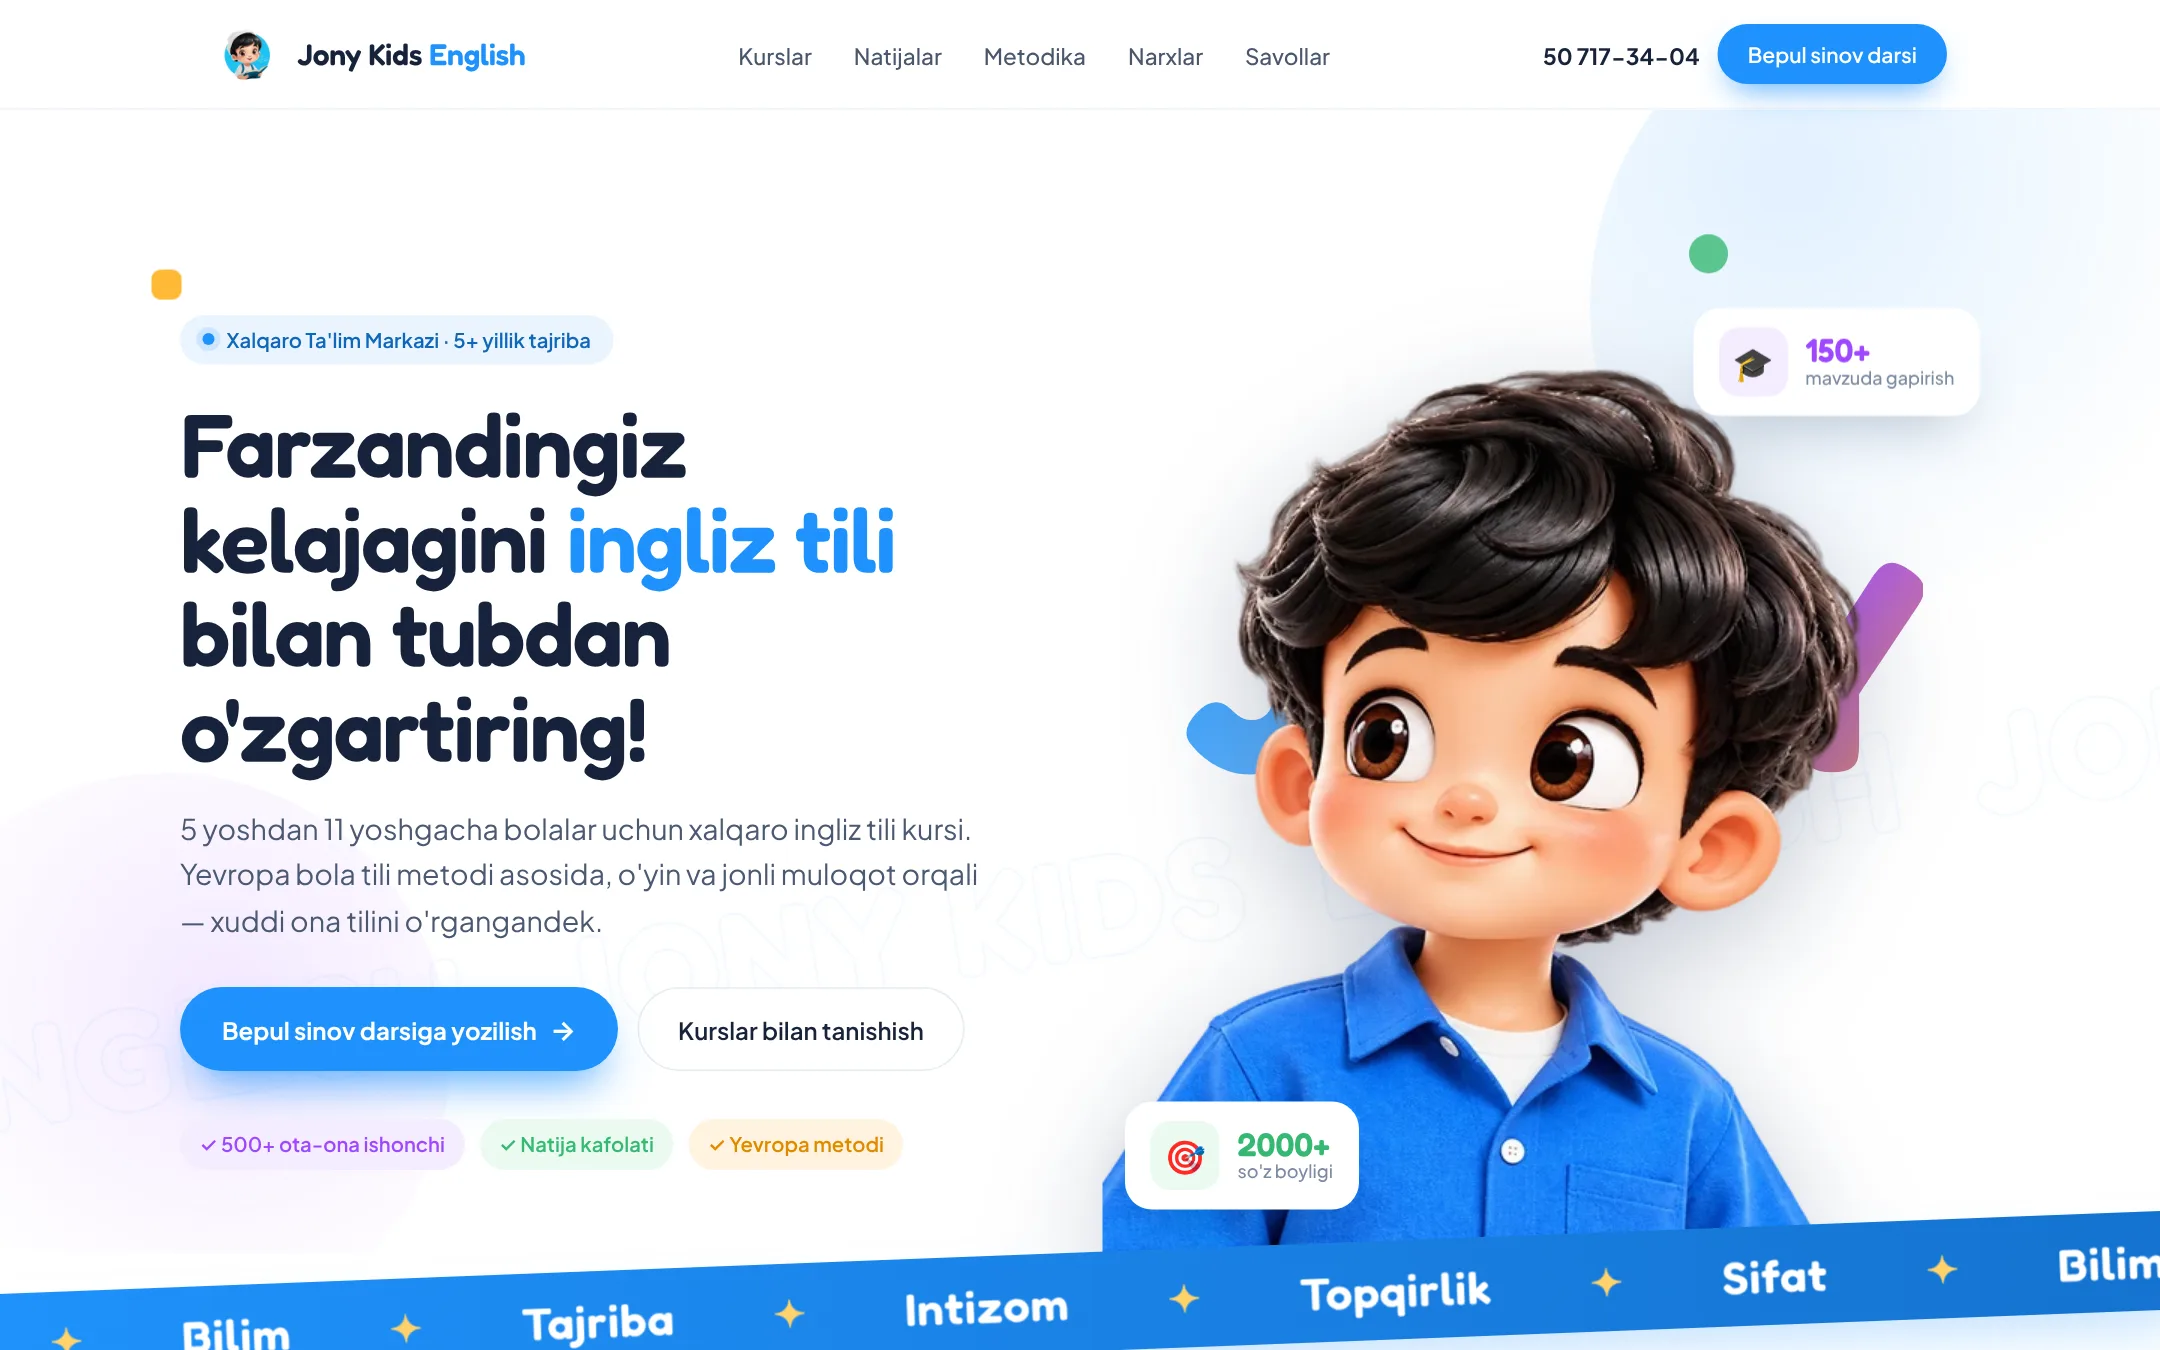 Jony Kids English
Kurslar
Natijalar
Metodika
Narxlar
Savollar
50 717-34-04
Bepul sinov darsi
Xalqaro Ta'lim Markazi · 5+ yillik tajriba
Farzandingiz
kelajagini ingliz tili
bilan tubdan
o'zgartiring!
5 yoshdan 11 yoshgacha bolalar uchun xalqaro ingliz tili kursi.
Yevropa bola tili metodi asosida, o'yin va jonli muloqot orqali
— xuddi ona tilini o'rgangandek.
Bepul sinov darsiga yozilish →
Kurslar bilan tanishish
✓ 500+ ota-ona ishonchi
✓ Natija kafolati
✓ Yevropa metodi
150+
mavzuda gapirish
2000+
so'z boyligi
JONY KIDS
✦ Bilim ✦ Tajriba ✦ Intizom ✦ Topqirlik ✦ Sifat ✦ Bilim